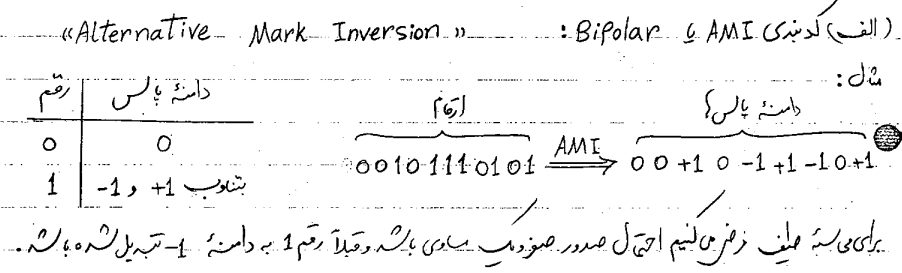 (الف) کدبندی AMI یا Bipolar : «Alternative Mark Inversion»
مثال:
رقم | دامنهٔ پالس
0 | 0
1 | بتناوب +1 و -1
ارقام
دامنهٔ پالس‌ها
0010111 0101 AMI ⟹ 0 0 +1 0 -1 +1 -1 0 +1
برای محاسبهٔ طیف فرض می‌کنیم احتمال صدور صفر و یک مساوی باشد و قبلاً رقم 1 به دامنهٔ -1 تبدیل شده باشد.